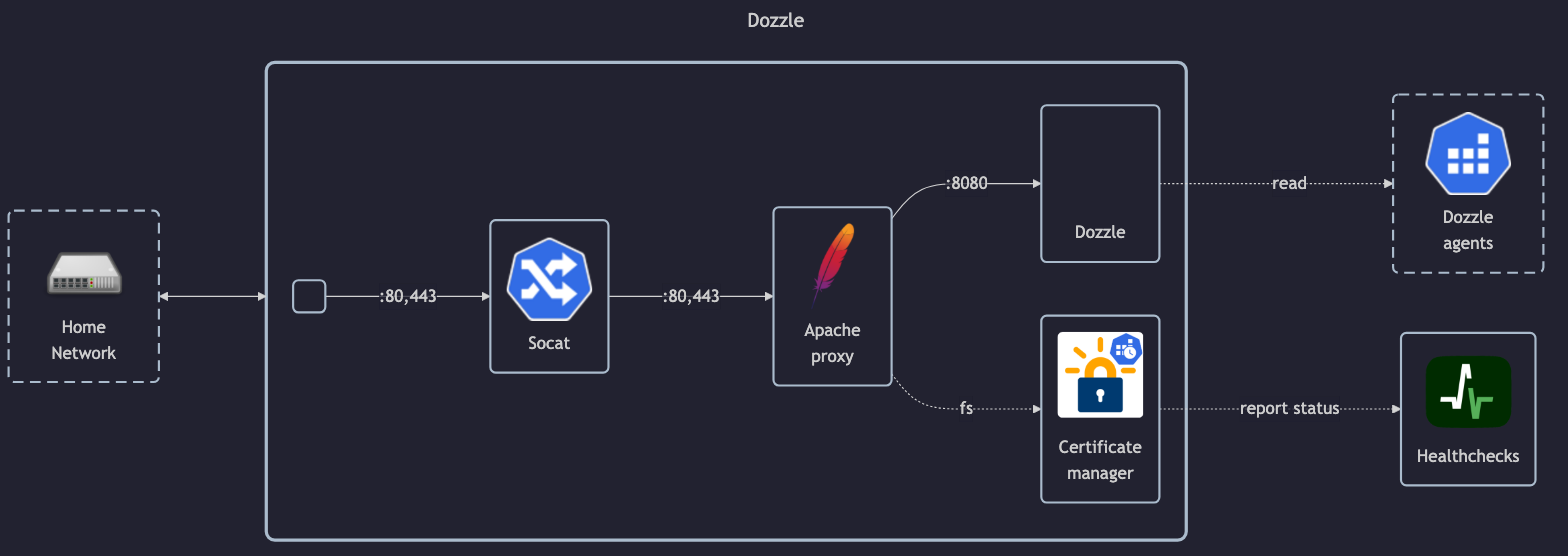 Dozzle
Home
Network
:80,443
Socat
:80,443
Apache
proxy
:8080
Dozzle
read
Dozzle
agents
fs
Certificate
manager
report status
Healthchecks